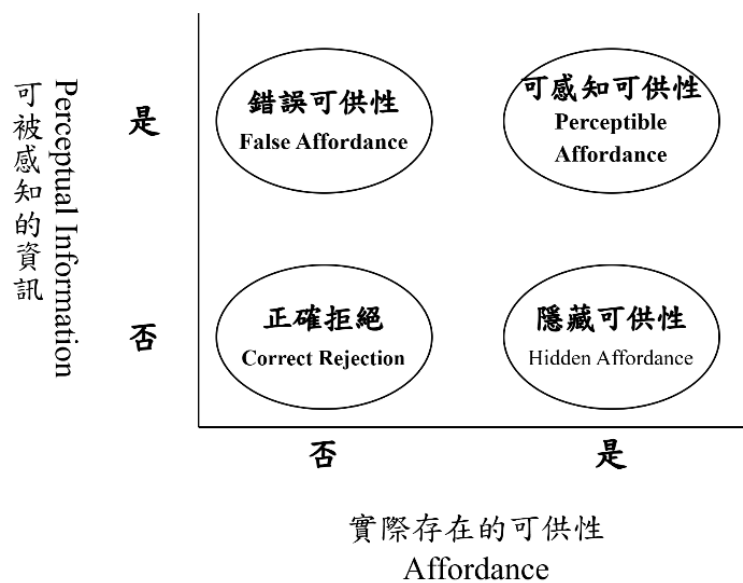 可被感知的資訊
Perceptual Information
是
錯誤可供性
False Affordance
可感知可供性
Perceptible
Affordance
否
正確拒絕
Correct Rejection
隱藏可供性
Hidden Affordance
否
是
實際存在的可供性
Affordance